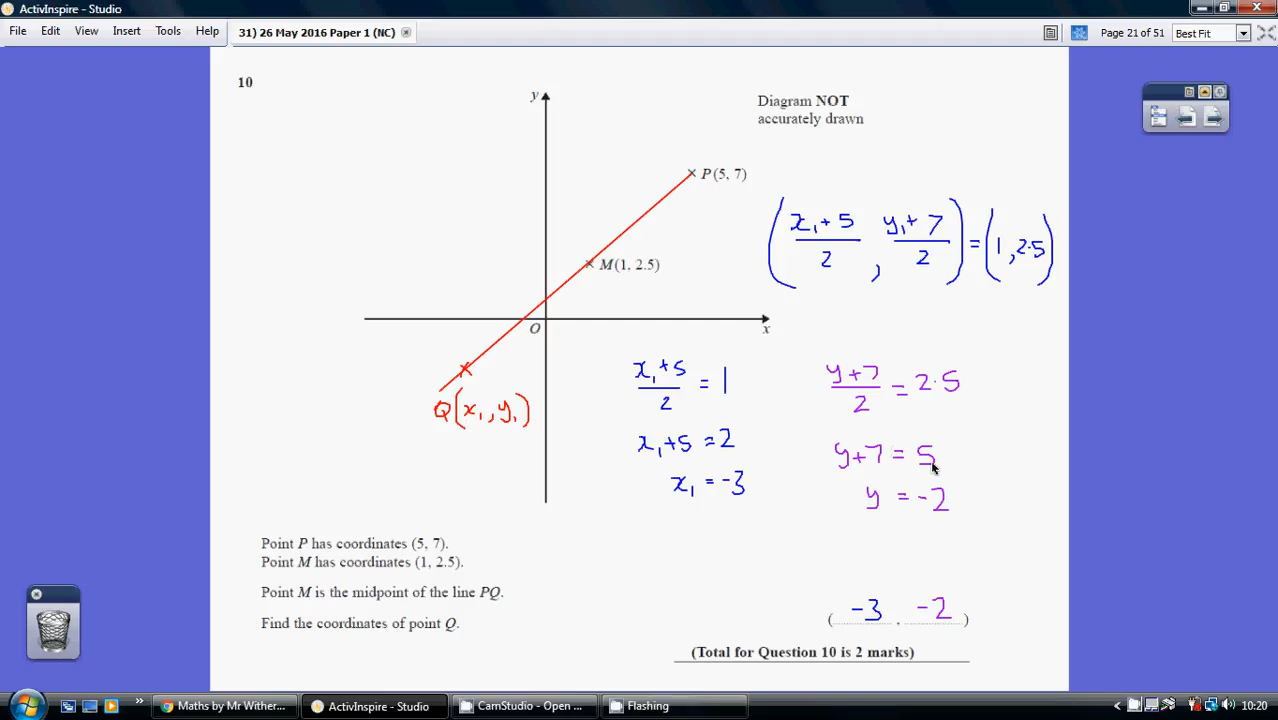 ActivInspire - Studio
File Edit View Insert Tools Help 31) 26 May 2016 Paper 1 (NC) Page 21 of 51 Best Fit
10
y
Diagram NOT
accurately drawn
P (5, 7)
(x₁+5/2 , y₁+7/2) = (1, 2.5)
M (1, 2.5)
O
x
x₁+5/2 = 1
y+7/2 = 2.5
Q(x₁, y₁)
x₁+5 = 2
y+7 = 5
x₁ = -3
y = -2
Point P has coordinates (5, 7).
Point M has coordinates (1, 2.5).
Point M is the midpoint of the line PQ.
Find the coordinates of point Q.
( -3 , -2 )
(Total for Question 10 is 2 marks)
Maths by Mr Wither... ActivInspire - Studio CamStudio - Open ... Flashing 10:20